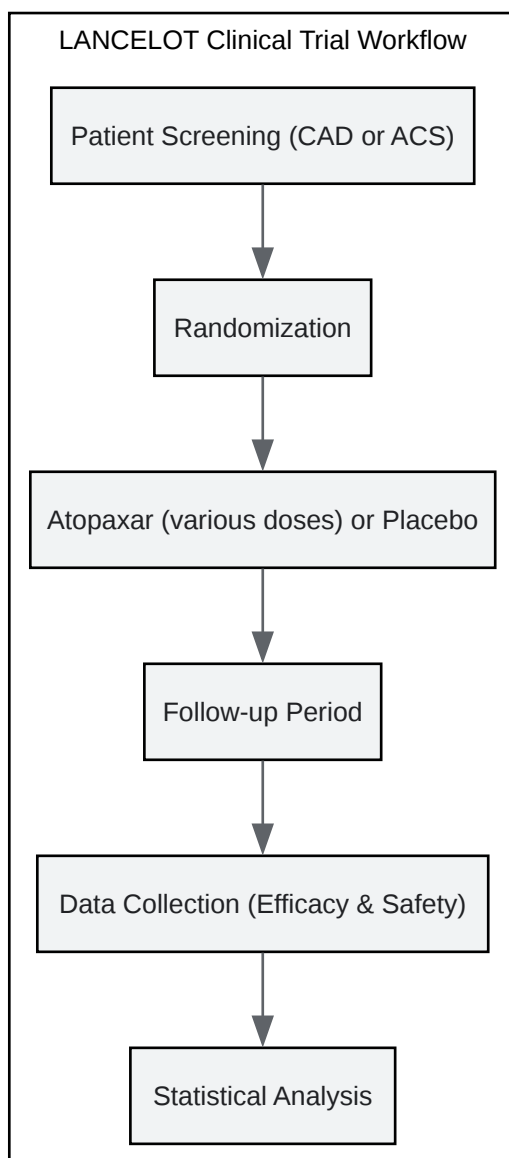 LANCELOT Clinical Trial Workflow
Patient Screening (CAD or ACS)
Randomization
Atopaxar (various doses) or Placebo
Follow-up Period
Data Collection (Efficacy & Safety)
Statistical Analysis